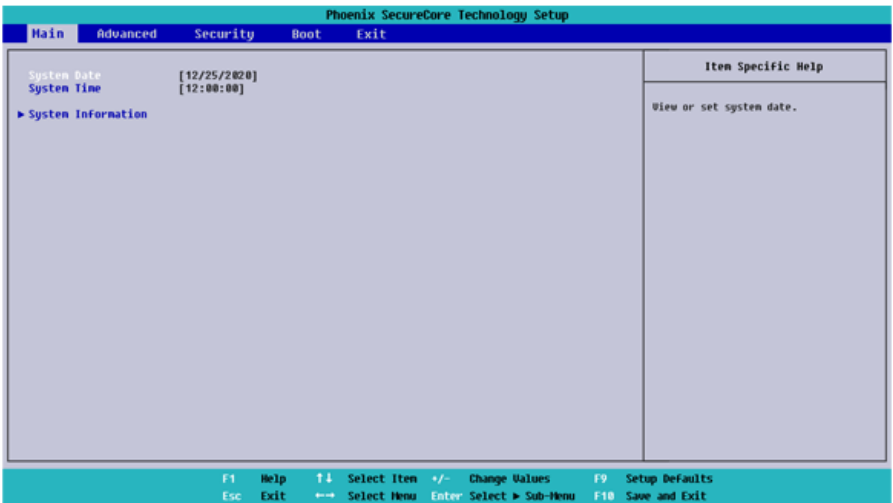 Phoenix SecureCore Technology Setup
Main Advanced Security Boot Exit
Item Specific Help
System Date [12/25/2020]
System Time [12:00:00]
View or set system date.
▶ System Information
F1 Help ↑↓ Select Item +/- Change Values F9 Setup Defaults
Esc Exit ←→ Select Menu Enter Select ▶ Sub-Menu F10 Save and Exit